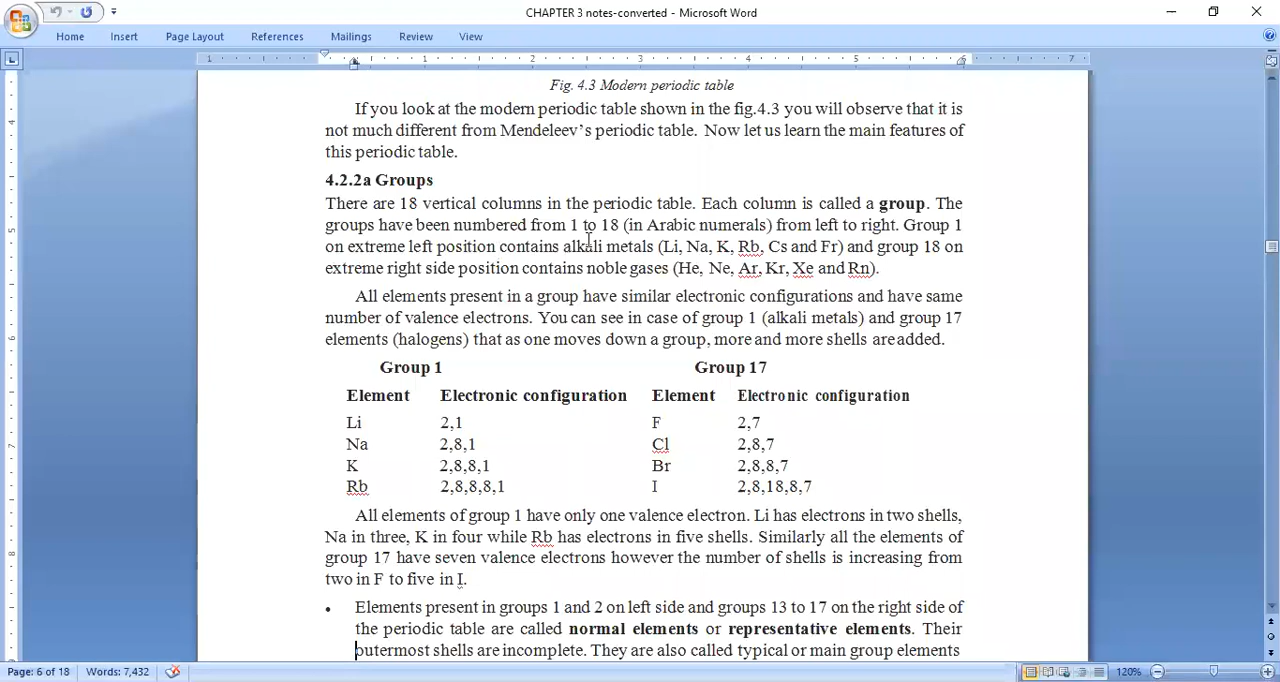 CHAPTER 3 notes-converted - Microsoft Word
Home Insert Page Layout References Mailings Review View
1 1 2 3 4 5 6 7
Fig. 4.3 Modern periodic table
If you look at the modern periodic table shown in the fig.4.3 you will observe that it is
not much different from Mendeleev's periodic table. Now let us learn the main features of
this periodic table.
4.2.2a Groups
There are 18 vertical columns in the periodic table. Each column is called a group. The
groups have been numbered from 1 to 18 (in Arabic numerals) from left to right. Group 1
on extreme left position contains alkali metals (Li, Na, K, Rb, Cs and Fr) and group 18 on
extreme right side position contains noble gases (He, Ne, Ar, Kr, Xe and Rn).
All elements present in a group have similar electronic configurations and have same
number of valence electrons. You can see in case of group 1 (alkali metals) and group 17
elements (halogens) that as one moves down a group, more and more shells are added.
Group 1 Group 17
Element Electronic configuration Element Electronic configuration
Li 2,1 F 2,7
Na 2,8,1 Cl 2,8,7
K 2,8,8,1 Br 2,8,8,7
Rb 2,8,8,8,1 I 2,8,18,8,7
All elements of group 1 have only one valence electron. Li has electrons in two shells,
Na in three, K in four while Rb has electrons in five shells. Similarly all the elements of
group 17 have seven valence electrons however the number of shells is increasing from
two in F to five in I.
• Elements present in groups 1 and 2 on left side and groups 13 to 17 on the right side of
the periodic table are called normal elements or representative elements. Their
outermost shells are incomplete. They are also called typical or main group elements
Page: 6 of 18 Words: 7,432 120%